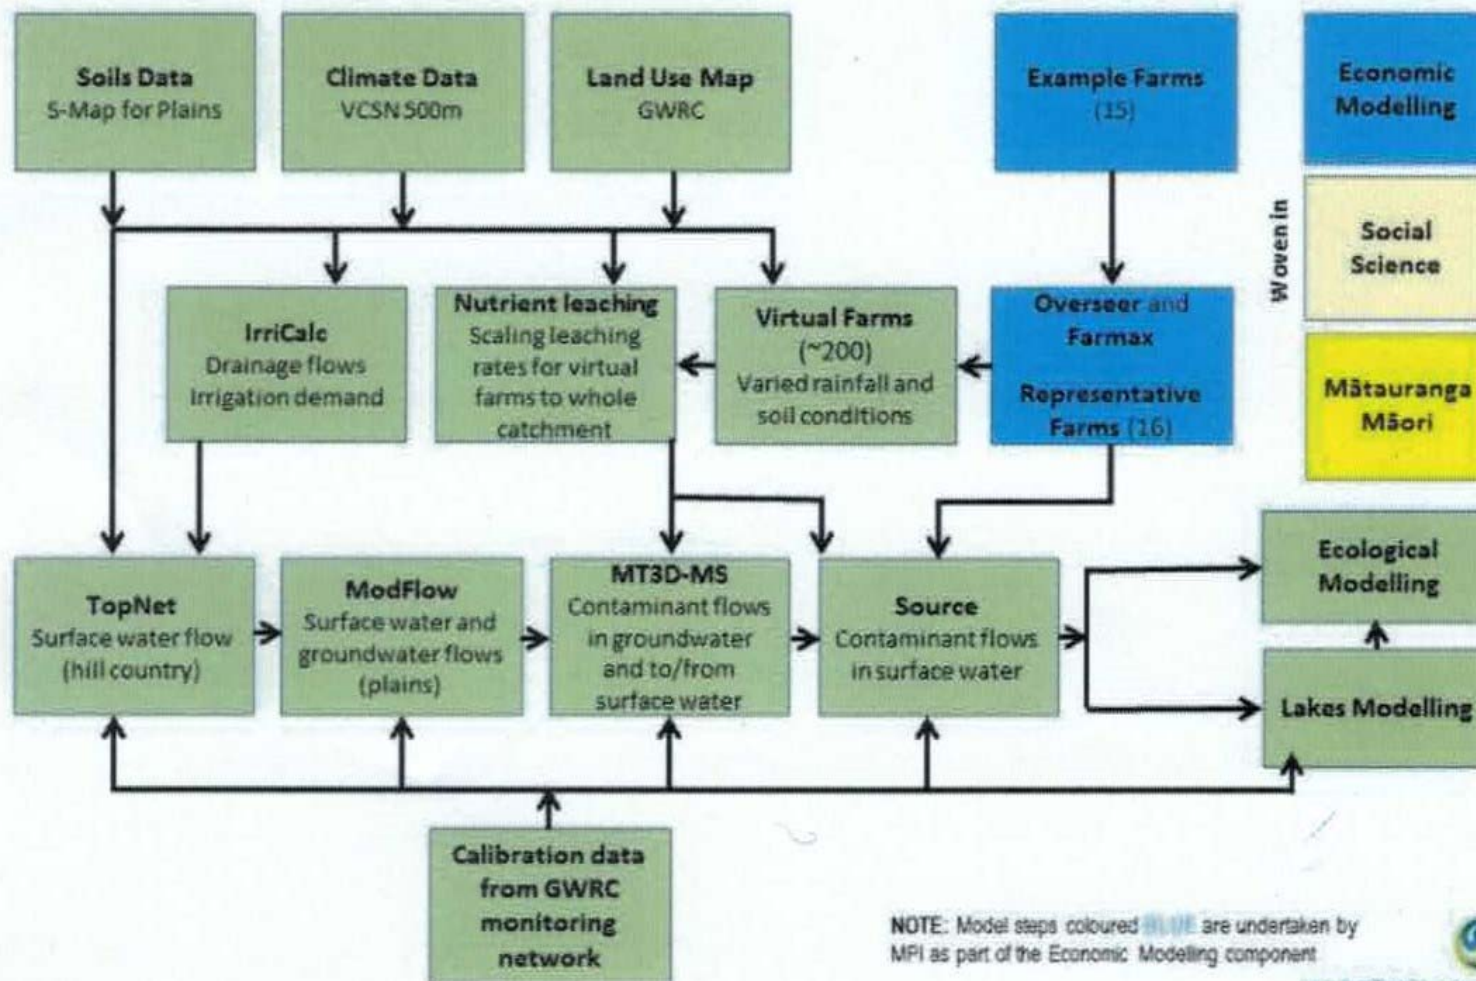 Soils Data
S-Map for Plains
Climate Data
VCSN 500m
Land Use Map
GWRC
Example Farms
(15)
Economic
Modelling
Woven in
Social
Science
Mātauranga
Māori
IrriCalc
Drainage flows
Irrigation demand
Nutrient leaching
Scaling leaching
rates for virtual
farms to whole
catchment
Virtual Farms
(~200)
Varied rainfall and
soil conditions
Overseer and
Farmax
Representative
Farms (16)
TopNet
Surface water flow
(hill country)
ModFlow
Surface water and
groundwater flows
(plains)
MT3D-MS
Contaminant flows
in groundwater
and to/from
surface water
Source
Contaminant flows
in surface water
Ecological
Modelling
Lakes Modelling
Calibration data
from GWRC
monitoring
network
NOTE: Model steps coloured BLUE are undertaken by
MPI as part of the Economic Modelling component